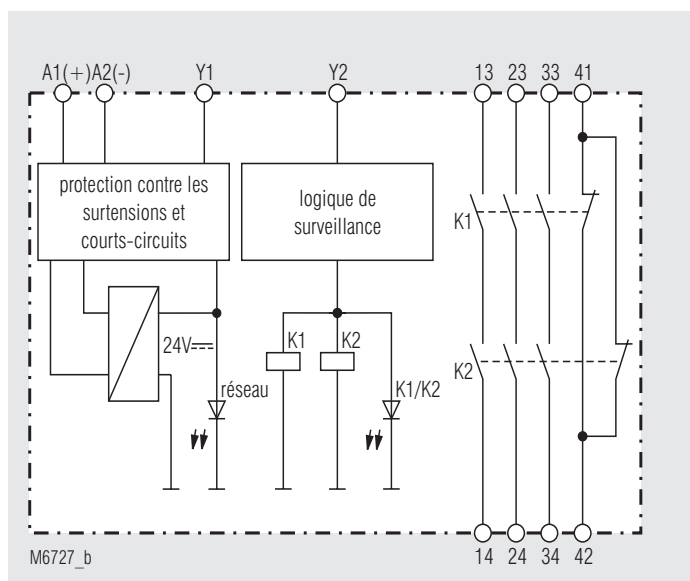 A1(+) A2(-) Y1 Y2 13 23 33 41
protection contre les
surtensions et
courts-circuits
logique de
surveillance
K1
24V
K1 K2
K2
réseau
K1/K2
14 24 34 42
M6727_b